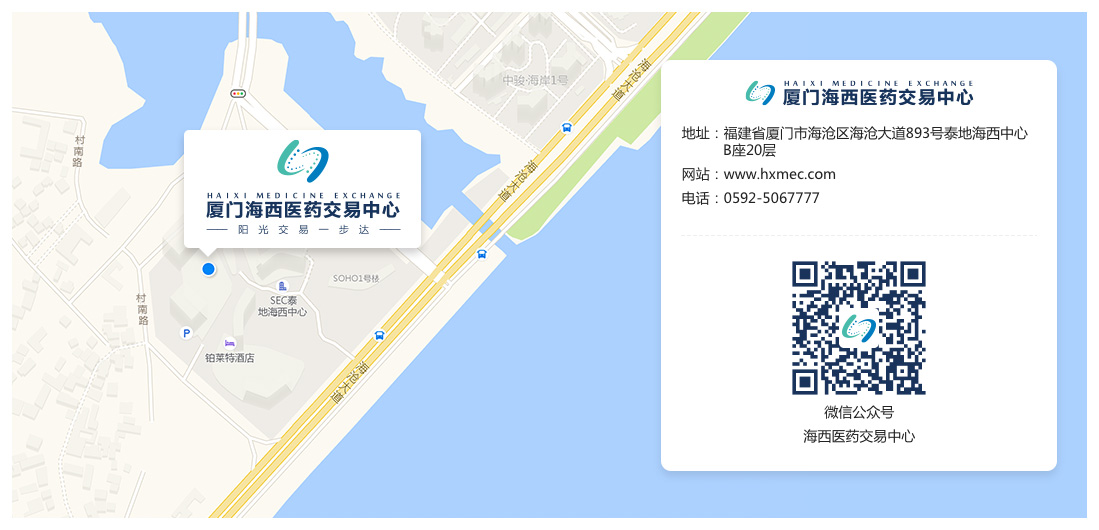 中骏·海岸1号
海沧大道
村南路
HAIXI MEDICINE EXCHANGE
厦门海西医药交易中心
阳光交易一步达
海沧大道
SOHO1号楼
SEC泰
地海西中心
村南路
P
铂莱特酒店
海沧大道
HAIXI MEDICINE EXCHANGE
厦门海西医药交易中心
地址：福建省厦门市海沧区海沧大道893号泰地海西中心
B座20层
网站：www.hxmec.com
电话：0592-5067777
微信公众号
海西医药交易中心